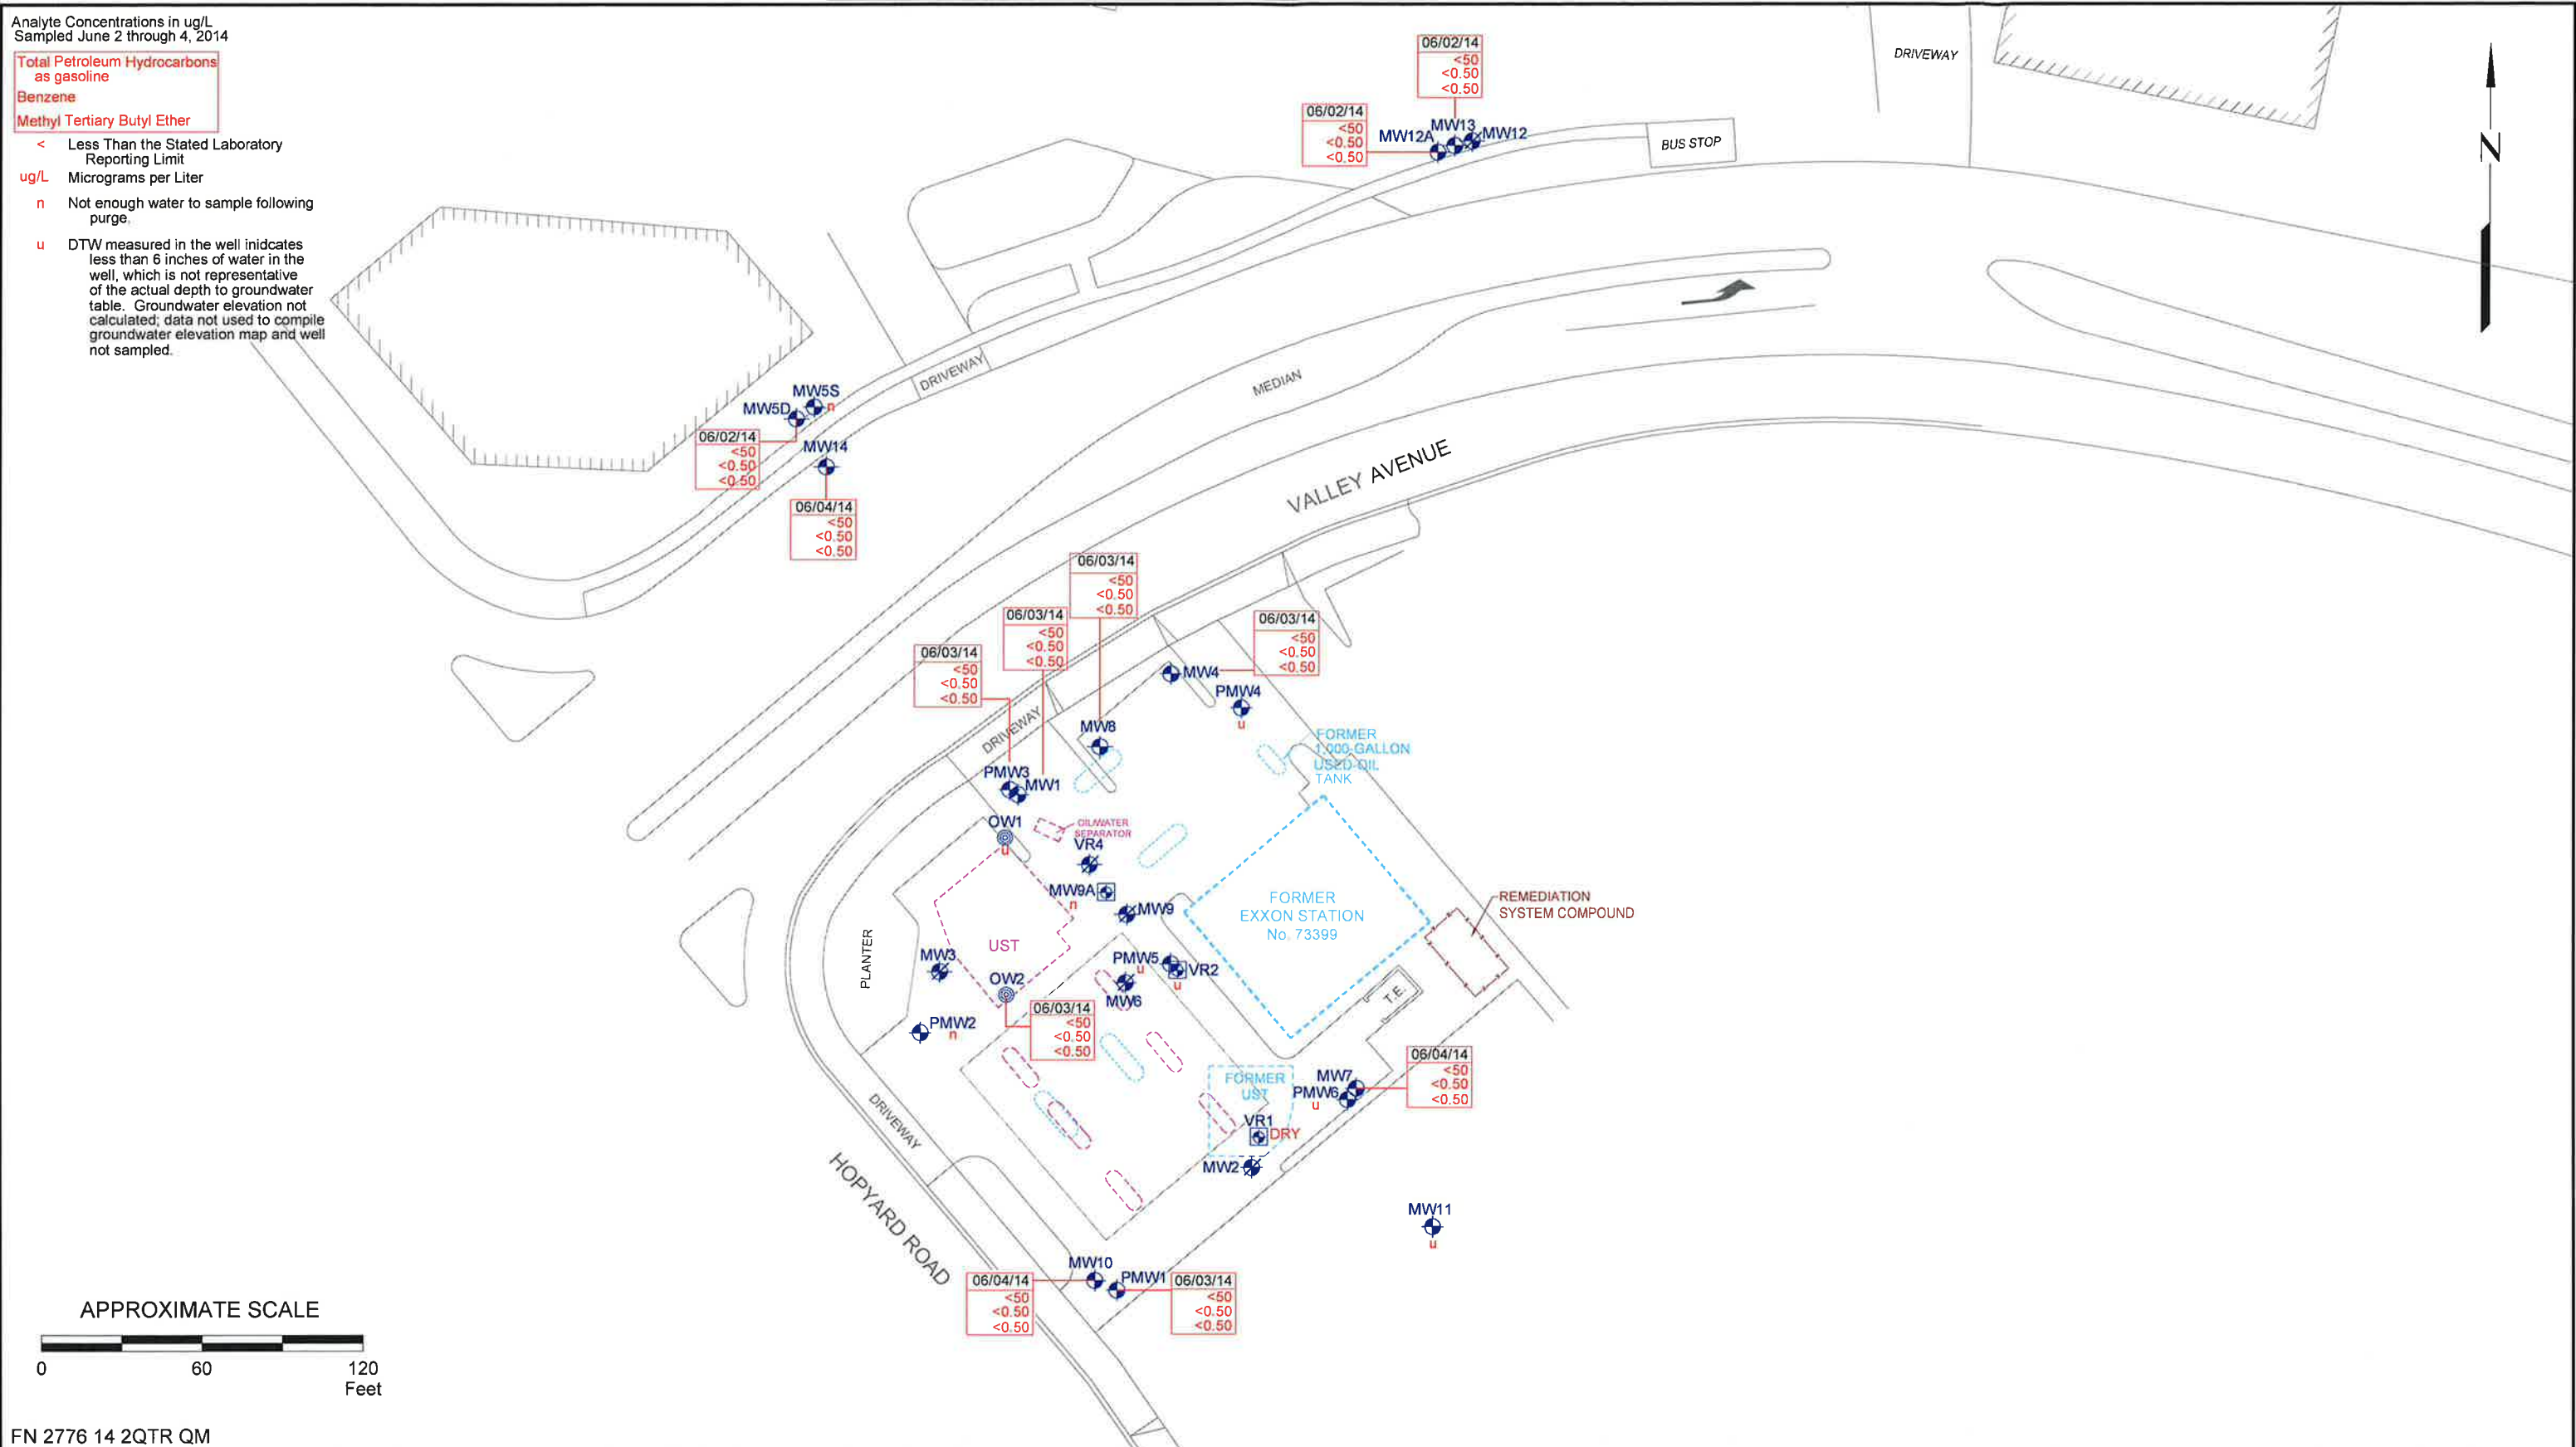 Analyte Concentrations in ug/L
Sampled June 2 through 4, 2014
Total Petroleum Hydrocarbons
as gasoline
Benzene
Methyl Tertiary Butyl Ether
< Less Than the Stated Laboratory
Reporting Limit
ug/L Micrograms per Liter
n Not enough water to sample following
purge.
u DTW measured in the well inidcates
less than 6 inches of water in the
well, which is not representative
of the actual depth to groundwater
table. Groundwater elevation not
calculated; data not used to compile
groundwater elevation map and well
not sampled.
06/02/14
<50
<0.50
<0.50
06/02/14
<50
<0.50
<0.50
MW12A
MW13
MW12
BUS STOP
DRIVEWAY
N
MW5S
n
MW5D
06/02/14
<50
<0.50
<0.50
MW14
06/04/14
<50
<0.50
<0.50
DRIVEWAY
MEDIAN
VALLEY AVENUE
06/03/14
<50
<0.50
<0.50
06/03/14
<50
<0.50
<0.50
06/03/14
<50
<0.50
<0.50
06/03/14
<50
<0.50
<0.50
MW4
PMW4
u
DRIVEWAY
MW8
FORMER
1,000-GALLON
USED-OIL
TANK
PMW3
MW1
OW1
u
OIL/WATER
SEPARATOR
VR4
MW9A
n
MW9
FORMER
EXXON STATION
No. 73399
REMEDIATION
SYSTEM COMPOUND
PLANTER
UST
MW3
PMW5
u
VR2
u
OW2
MW6
T.E.
06/03/14
<50
<0.50
<0.50
PMW2
n
FORMER
UST
MW7
PMW6
u
06/04/14
<50
<0.50
<0.50
DRIVEWAY
VR1
DRY
MW2
HOPYARD ROAD
MW11
u
MW10
PMW1
06/04/14
<50
<0.50
<0.50
06/03/14
<50
<0.50
<0.50
APPROXIMATE SCALE
0 60 120
Feet
FN 2776 14 2QTR QM